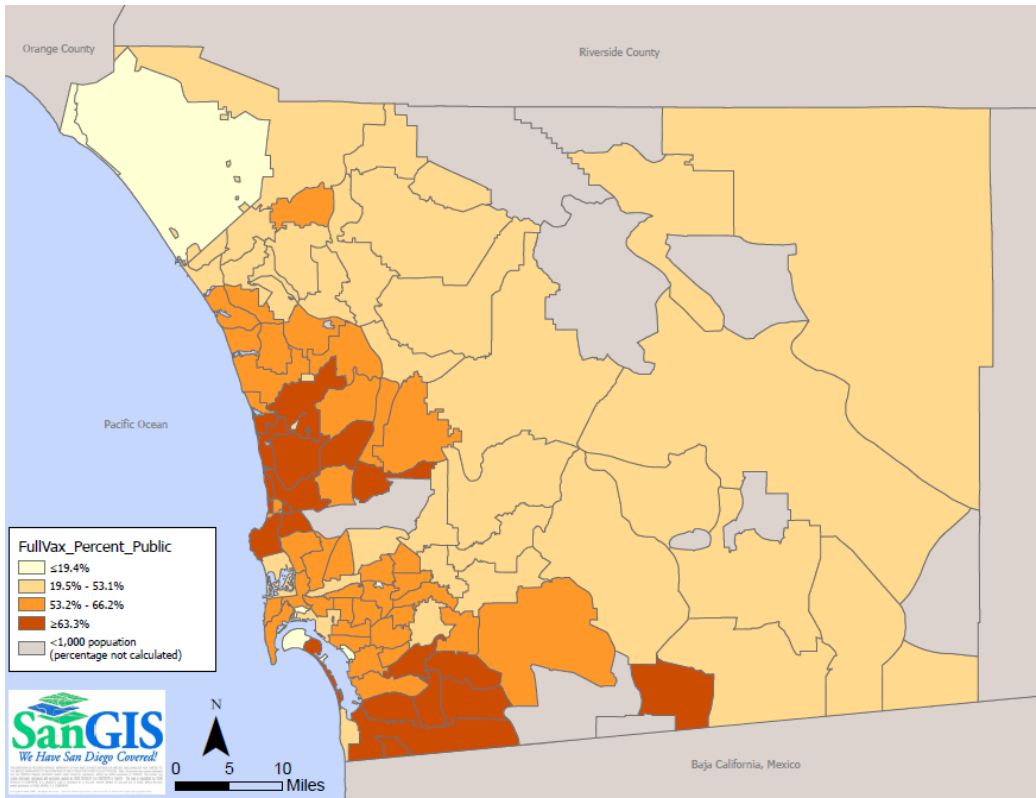 Orange County
Riverside County
Pacific Ocean
FullVax_Percent_Public
≤19.4%
19.5% - 53.1%
53.2% - 66.2%
≥63.3%
<1,000 popuation
(percentage not calculated)
SanGIS
We Have San Diego Covered!
N
0 5 10
Miles
Baja California, Mexico